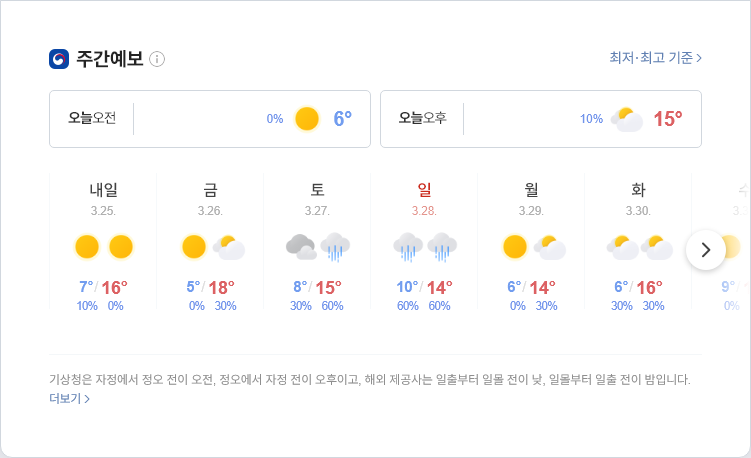 주간예보
최저·최고 기준
오늘오전 0% 6°
오늘오후 10% 15°
내일 금 토 일 월 화
3.25. 3.26. 3.27. 3.28. 3.29. 3.30.
7°/16° 5°/18° 8°/15° 10°/14° 6°/14° 6°/16° 9°
10% 0% 0% 30% 30% 60% 60% 60% 0% 30% 30% 30% 0%
기상청은 자정에서 정오 전이 오전, 정오에서 자정 전이 오후이고, 해외 제공사는 일출부터 일몰 전이 낮, 일몰부터 일출 전이 밤입니다.
더보기